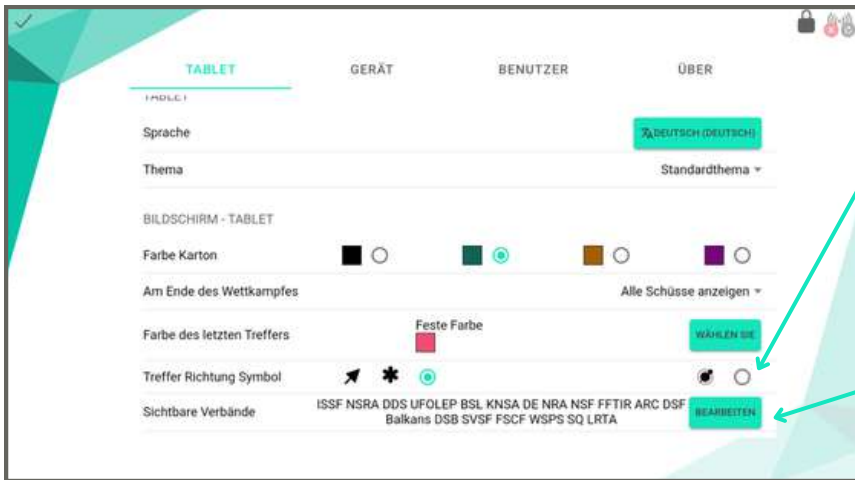 TABLET GERÄT BENUTZER ÜBER
TABLET
Sprache DEUTSCH (DEUTSCH)
Thema Standardthema
BILDSCHIRM - TABLET
Farbe Karton
Am Ende des Wettkampfes Alle Schüsse anzeigen
Feste Farbe
Farbe des letzten Treffers WÄHLEN SIE
Treffer Richtung Symbol
Sichtbare Verbände ISSF NSRA DDS UFOLEP BSL KNSA DE NRA NSF FFTIR ARC DSF BEARBEITEN
Balkans DSB SVSF FSCF WSPS SQ LRTA